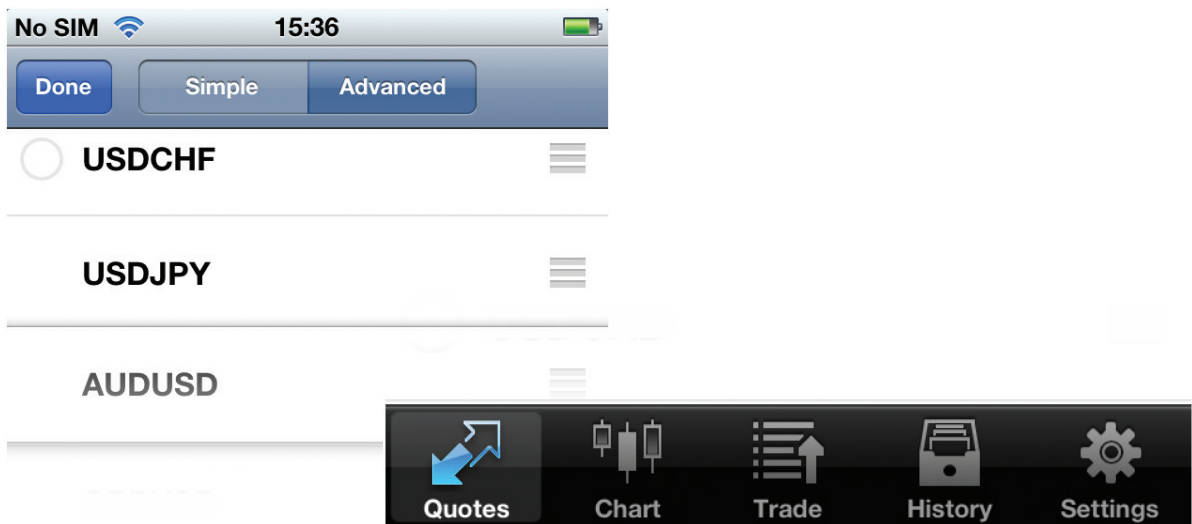 No SIM 15:36
Done Simple Advanced
USDCHF
USDJPY
AUDUSD
Quotes Chart Trade History Settings